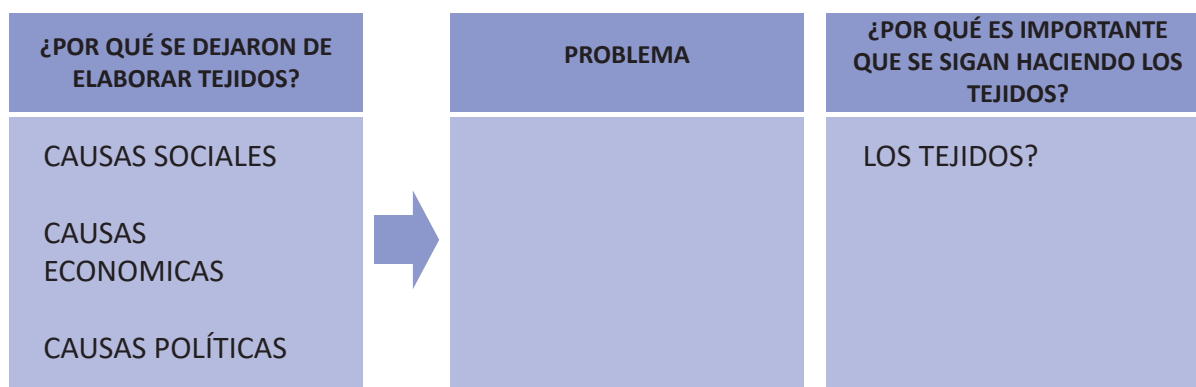 ¿POR QUÉ SE DEJARON DE
ELABORAR TEJIDOS?
CAUSAS SOCIALES
CAUSAS
ECONOMICAS
CAUSAS POLÍTICAS
PROBLEMA
¿POR QUÉ ES IMPORTANTE
QUE SE SIGAN HACIENDO LOS
TEJIDOS?
LOS TEJIDOS?